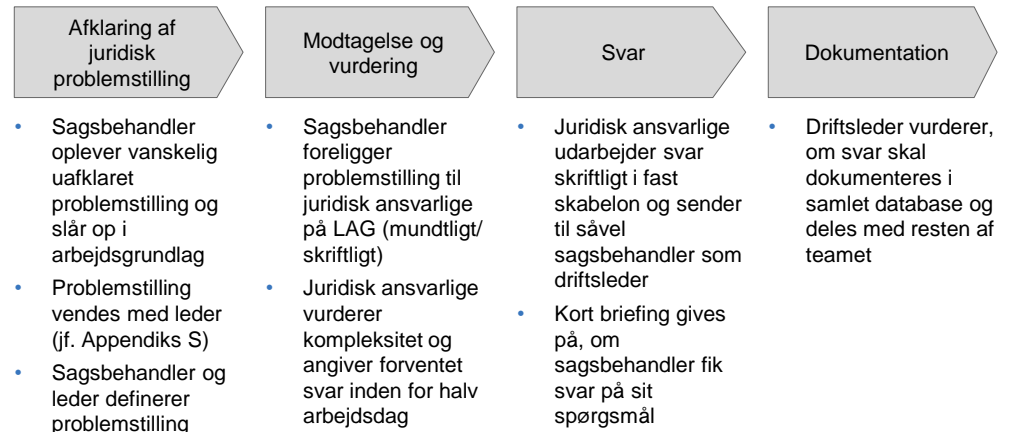 Afklaring af
juridisk
problemstilling
Modtagelse og
vurdering
Svar
Dokumentation
• Sagsbehandler
oplever vanskelig
uafklaret
problemstilling og
slår op i
arbejdsgrundlag
• Problemstilling
vendes med leder
(jf. Appendiks S)
• Sagsbehandler og
leder definerer
problemstilling
• Sagsbehandler
foreligger
problemstilling til
juridisk ansvarlige
på LAG (mundtligt/
skriftligt)
• Juridisk ansvarlige
vurderer
kompleksitet og
angiver forventet
svar inden for halv
arbejdsdag
• Juridisk ansvarlige
udarbejder svar
skriftligt i fast
skabelon og sender
til såvel
sagsbehandler som
driftsleder
• Kort briefing gives
på, om
sagsbehandler fik
svar på sit
spørgsmål
• Driftsleder vurderer,
om svar skal
dokumenteres i
samlet database og
deles med resten af
teamet